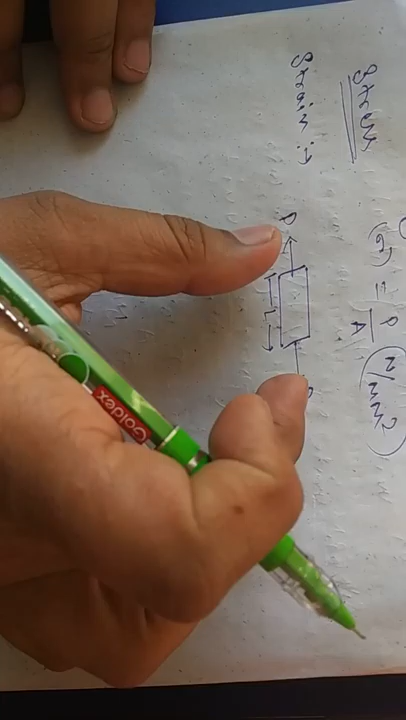 Stress
(σ) = P/A (N/mm²)
Strain :→
P
L
Goldex